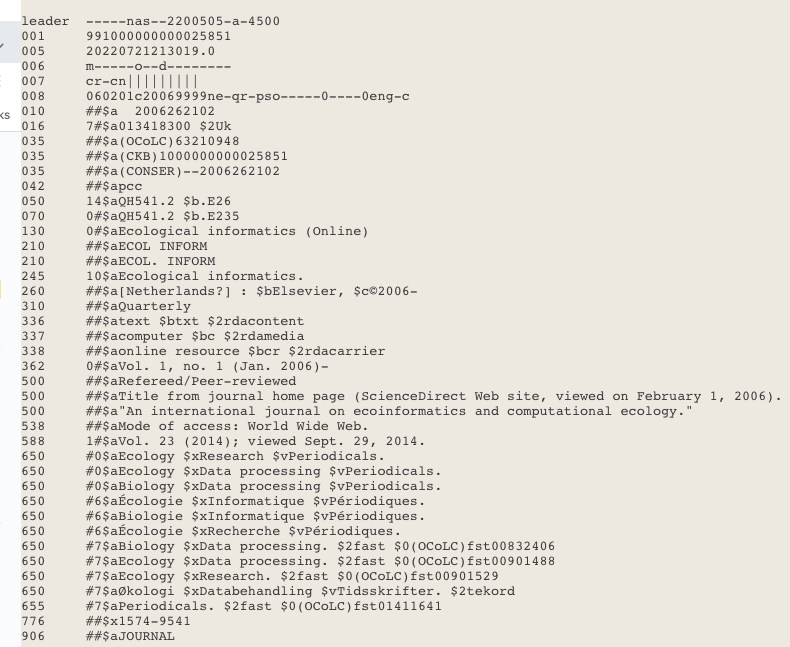 leader  -----nas--2200505-a-4500
001     991000000000025851
005     20220721213019.0
006     m-----o--d--------
007     cr-cn|||||||||
ks
008     060201c20069999ne-qr-pso-----0----0eng-c
010     ##$a  2006262102
016     7#$a013418300 $2Uk
035     ##$a(OCoLC)63210948
035     ##$a(CKB)1000000000025851
035     ##$a(CONSER)--2006262102
042     ##$apcc
050     14$aQH541.2 $b.E26
070     0#$aQH541.2 $b.E235
130     0#$aEcological informatics (Online)
210     ##$aECOL INFORM
210     ##$aECOL. INFORM
245     10$aEcological informatics.
260     ##$a[Netherlands?] : $bElsevier, $c©2006-
310     ##$aQuarterly
336     ##$atext $btxt $2rdacontent
337     ##$acomputer $bc $2rdamedia
338     ##$aonline resource $bcr $2rdacarrier
362     0#$aVol. 1, no. 1 (Jan. 2006)-
500     ##$aRefereed/Peer-reviewed
500     ##$aTitle from journal home page (ScienceDirect Web site, viewed on February 1, 2006).
500     ##$a"An international journal on ecoinformatics and computational ecology."
538     ##$aMode of access: World Wide Web.
588     1#$aVol. 23 (2014); viewed Sept. 29, 2014.
650     #0$aEcology $xResearch $vPeriodicals.
650     #0$aEcology $xData processing $vPeriodicals.
650     #0$aBiology $xData processing $vPeriodicals.
650     #6$aÉcologie $xInformatique $vPériodiques.
650     #6$aBiologie $xInformatique $vPériodiques.
650     #6$aÉcologie $xRecherche $vPériodiques.
650     #7$aBiology $xData processing. $2fast $0(OCoLC)fst00832406
650     #7$aEcology $xData processing. $2fast $0(OCoLC)fst00901488
650     #7$aEcology $xResearch. $2fast $0(OCoLC)fst00901529
650     #7$aØkologi $xDatabehandling $vTidsskrifter. $2tekord
655     #7$aPeriodicals. $2fast $0(OCoLC)fst01411641
776     ##$x1574-9541
906     ##$aJOURNAL